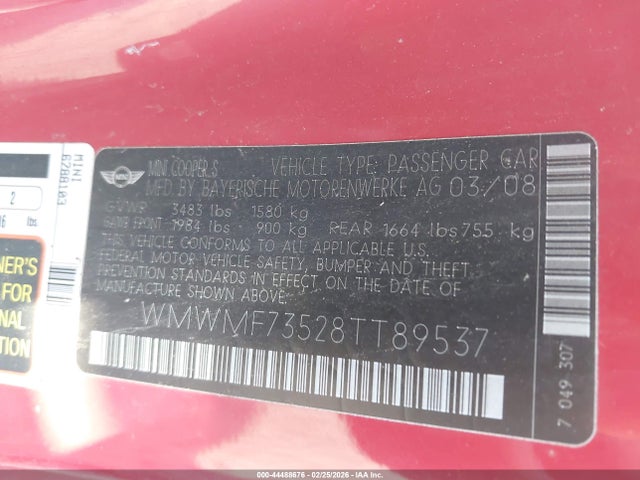 MINI COOPER S VEHICLE TYPE: PASSENGER CAR
MFD. BY BAYERISCHE MOTORENWERKE AG 03/08
GVWR 3483 lbs 1580 kg
GAWR FRONT 1984 lbs - 900 kg REAR 1664 lbs 755 kg
THIS VEHICLE CONFORMS TO ALL APPLICABLE U.S.
FEDERAL MOTOR VEHICLE SAFETY, BUMPER AND THEFT
PREVENTION STANDARDS IN EFFECT ON THE DATE OF
MANUFACTURE SHOWN ABOVE.
WMWMF73528TT89537
7 049 307
MINI
MINI
6780103
2
lbs.
NER'S
FOR
NAL
TION
000-44488676 - 02/25/2026 - IAA Inc.